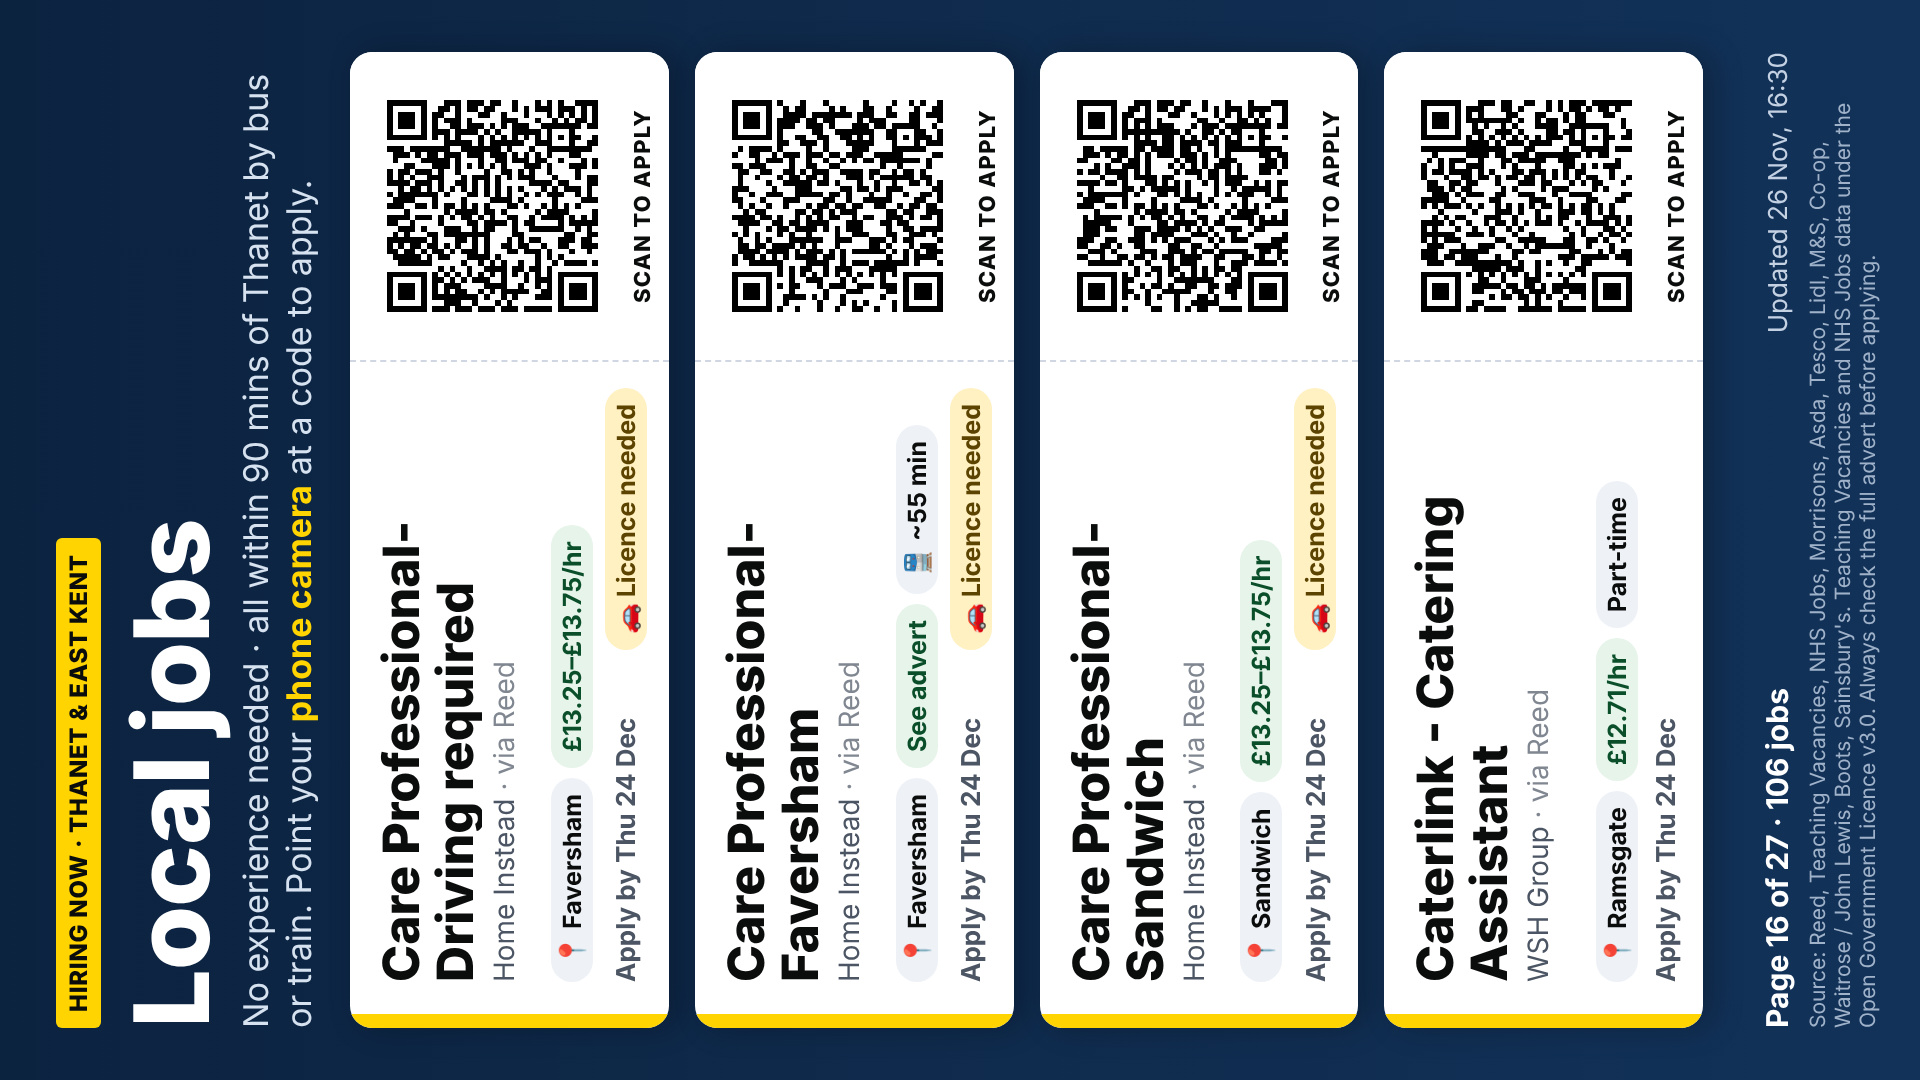 HIRING NOW · THANET & EAST KENT
Local jobs
No experience needed · all within 90 mins of Thanet by bus
or train. Point your phone camera at a code to apply.
Care Professional-
Driving required
Home Instead · via Reed
📍 Faversham
£13.25–£13.75/hr
Apply by Thu 24 Dec
🚗 Licence needed
SCAN TO APPLY
Care Professional-
Faversham
Home Instead · via Reed
📍 Faversham
See advert
🚆 ~55 min
Apply by Thu 24 Dec
🚗 Licence needed
SCAN TO APPLY
Care Professional-
Sandwich
Home Instead · via Reed
📍 Sandwich
£13.25–£13.75/hr
Apply by Thu 24 Dec
🚗 Licence needed
SCAN TO APPLY
Caterlink - Catering
Assistant
WSH Group · via Reed
📍 Ramsgate
£12.71/hr
Part-time
Apply by Thu 24 Dec
SCAN TO APPLY
Page 16 of 27 · 106 jobs
Updated 26 Nov, 16:30
Source: Reed, Teaching Vacancies, NHS Jobs, Morrisons, Asda, Tesco, Lidl, M&S, Co-op,
Waitrose / John Lewis, Boots, Sainsbury's. Teaching Vacancies and NHS Jobs data under the
Open Government Licence v3.0. Always check the full advert before applying.